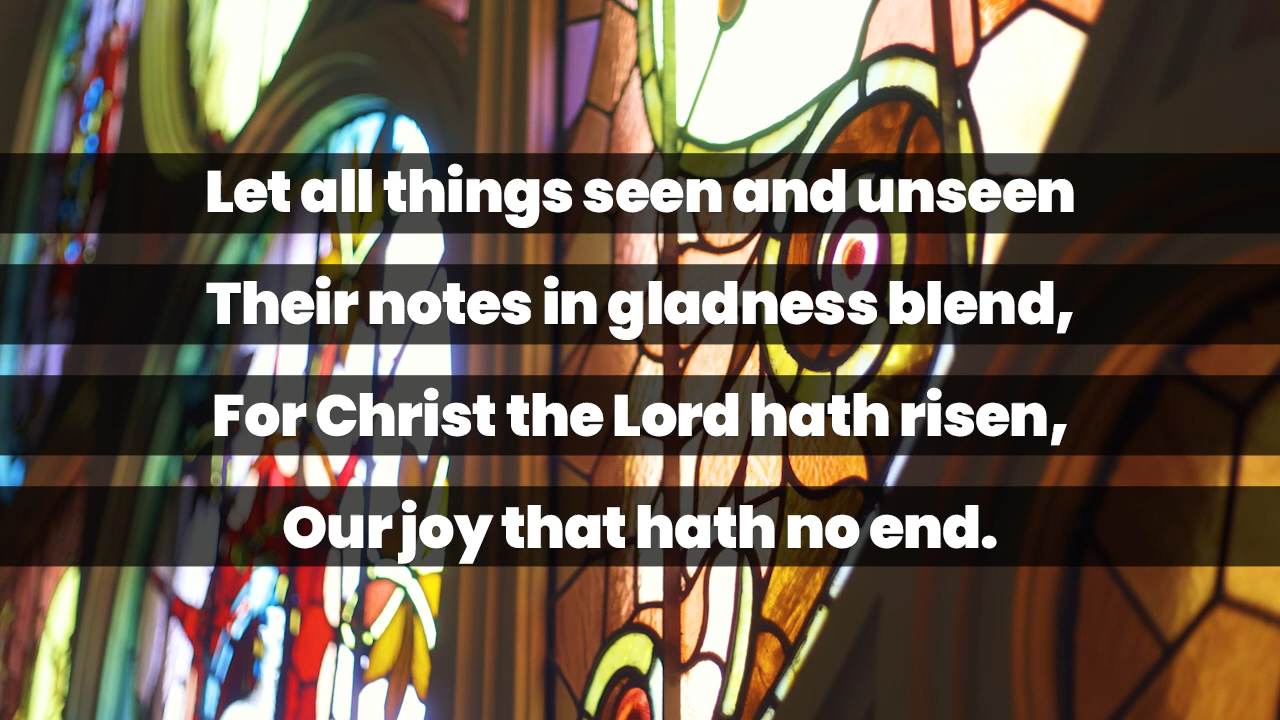 Let all things seen and unseen
Their notes in gladness blend,
For Christ the Lord hath risen,
Our joy that hath no end.